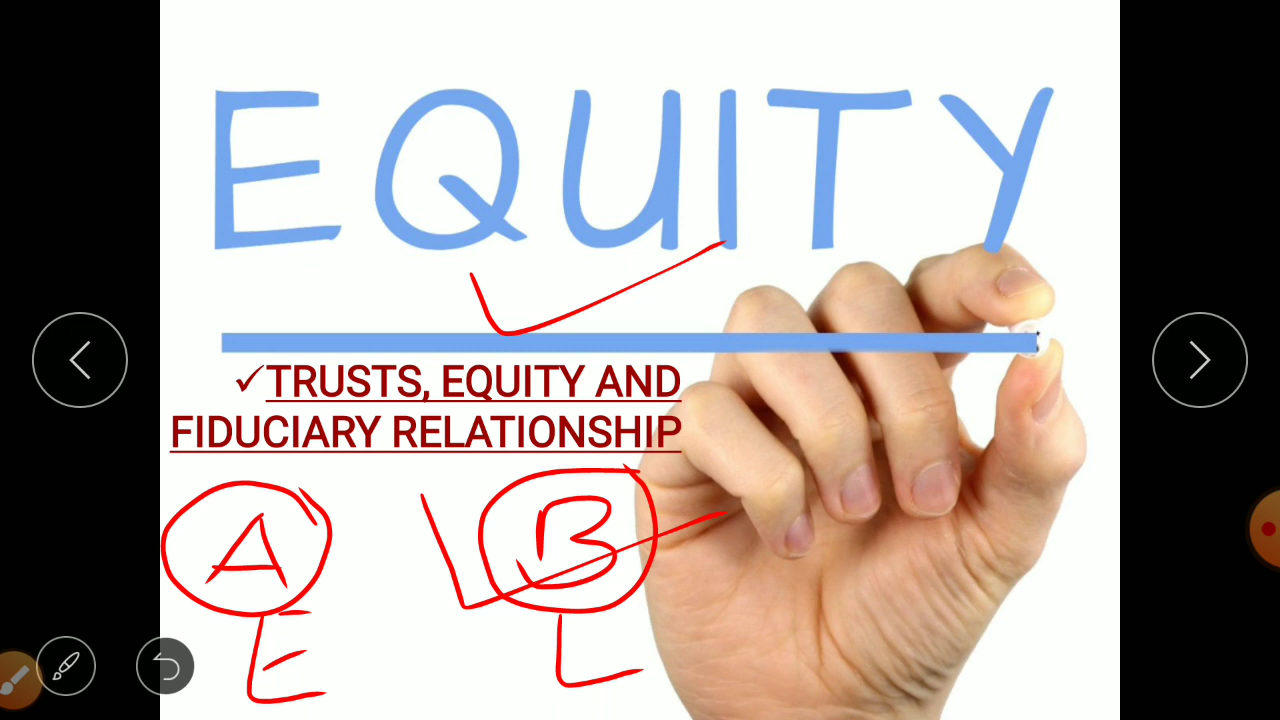 EQUITY
✓TRUSTS, EQUITY AND
FIDUCIARY RELATIONSHIP
A B
E L